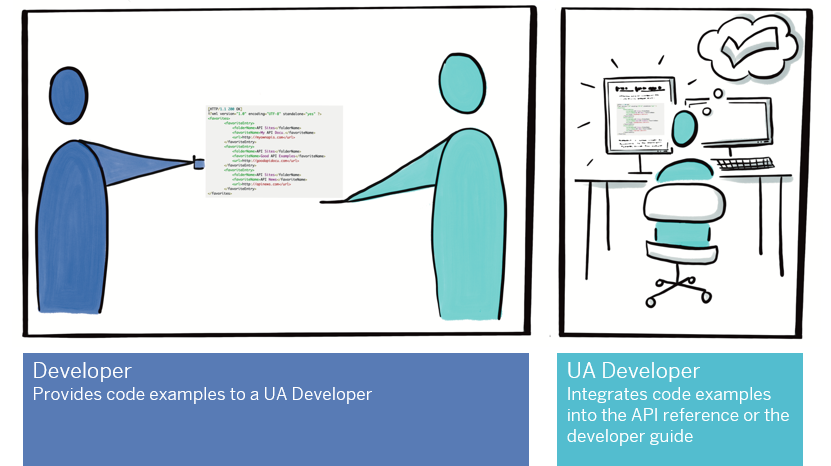 [HTTP/1.1 200 OK]
<?xml version="1.0" encoding="UTF-8" standalone="yes" ?>
<favorites>
<favoriteEntry>
<folderName>API Sites</folderName>
<favoriteName>My API Docu.</favoriteName>
<url>http://myexample.com</url>
</favoriteEntry>
<favoriteEntry>
<folderName>API Sites</folderName>
<favoriteName>Good API Examples</favoriteName>
<url>http://goodapidocu.com</url>
</favoriteEntry>
<favoriteEntry>
<folderName>API Sites</folderName>
<favoriteName>API News</favoriteName>
<url>http://apinews.com</url>
</favoriteEntry>
</favorites>
Developer
Provides code examples to a UA Developer
UA Developer
Integrates code examples
into the API reference or the
developer guide